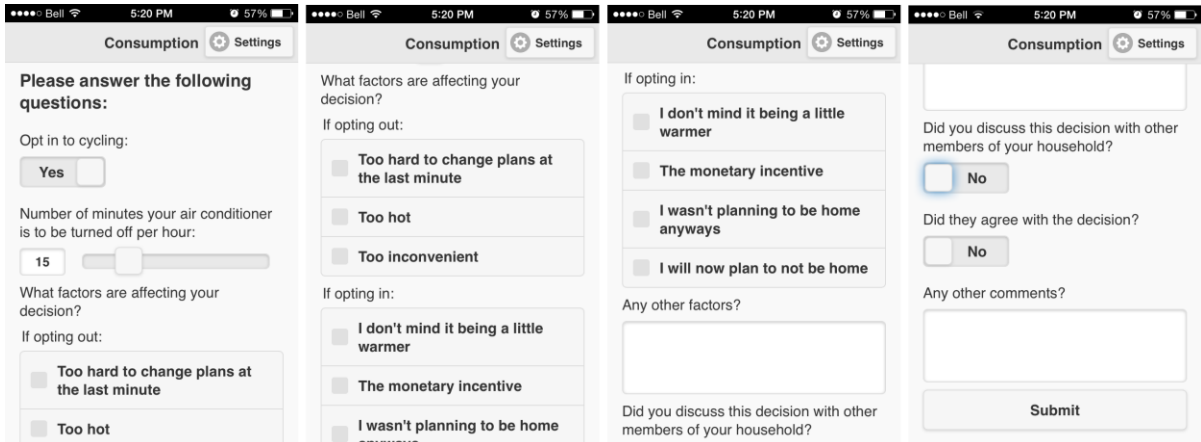 Bell 5:20 PM 57%
Consumption Settings
Please answer the following
questions:
Opt in to cycling:
Yes
Number of minutes your air conditioner
is to be turned off per hour:
15
What factors are affecting your
decision?
If opting out:
Too hard to change plans at
the last minute
Too hot
Bell 5:20 PM 57%
Consumption Settings
What factors are affecting your
decision?
If opting out:
Too hard to change plans at
the last minute
Too hot
Too inconvenient
If opting in:
I don't mind it being a little
warmer
The monetary incentive
I wasn't planning to be home
anyways
Bell 5:20 PM 57%
Consumption Settings
If opting in:
I don't mind it being a little
warmer
The monetary incentive
I wasn't planning to be home
anyways
I will now plan to not be home
Any other factors?
Did you discuss this decision with other
members of your household?
Bell 5:20 PM 57%
Consumption Settings
Did you discuss this decision with other
members of your household?
No
Did they agree with the decision?
No
Any other comments?
Submit